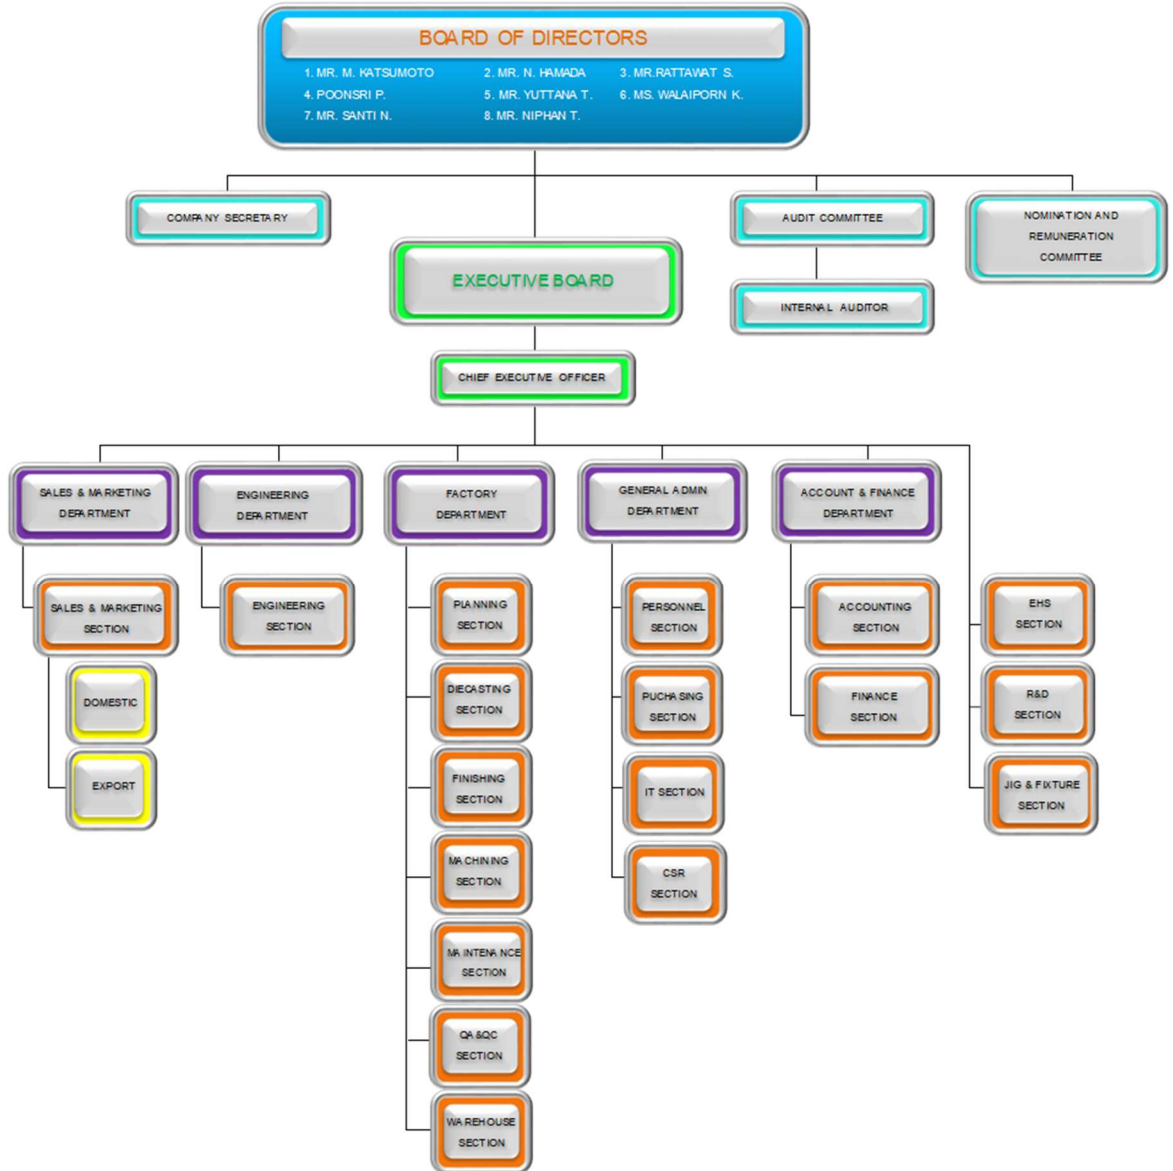 BOARD OF DIRECTORS
1. MR. M. KATSUMOTO 2. MR. N. HAMADA 3. MR.RATTAWAT S.
4. POONSRI P. 5. MR. YUTTANA T. 6. MS. WALAIPORN K.
7. MR. SANTI N. 8. MR. NIPHAN T.
COMPANY SECRETARY
AUDIT COMMITTEE
NOMINATION AND
REMUNERATION
COMMITTEE
EXECUTIVE BOARD
INTERNAL AUDITOR
CHIEF EXECUTIVE OFFICER
SALES & MARKETING
DEPARTMENT
ENGINEERING
DEPARTMENT
FACTORY
DEPARTMENT
GENERAL ADMIN
DEPARTMENT
ACCOUNT & FINANCE
DEPARTMENT
SALES & MARKETING
SECTION
DOMESTIC
EXPORT
ENGINEERING
SECTION
PLANNING
SECTION
DIECASTING
SECTION
FINISHING
SECTION
MACHINING
SECTION
MAINTENANCE
SECTION
QA &QC
SECTION
WAREHOUSE
SECTION
PERSONNEL
SECTION
PUCHASING
SECTION
IT SECTION
CSR
SECTION
ACCOUNTING
SECTION
FINANCE
SECTION
EHS
SECTION
R&D
SECTION
JIG & FIXTURE
SECTION